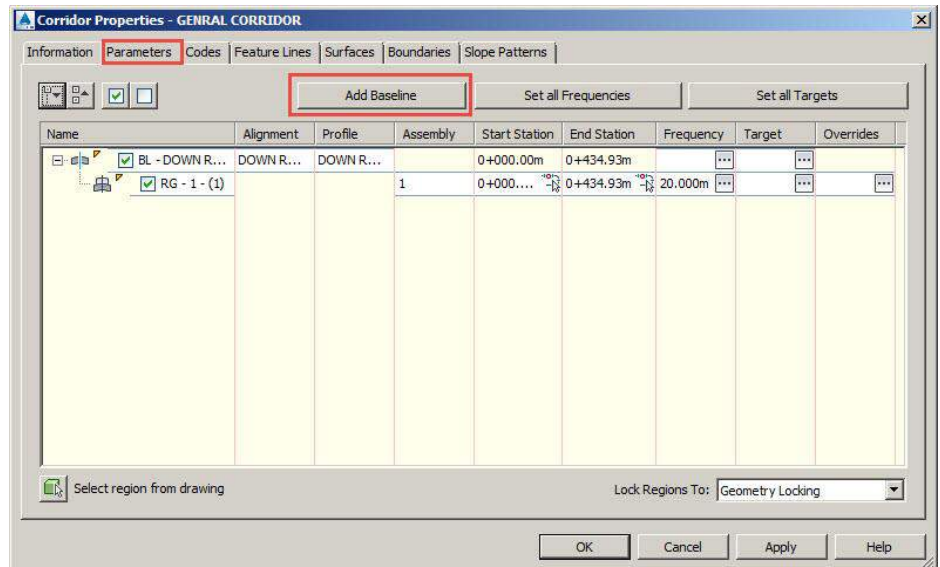 Corridor Properties - GENRAL CORRIDOR
Information Parameters Codes Feature Lines Surfaces Boundaries Slope Patterns
Add Baseline Set all Frequencies Set all Targets
Name Alignment Profile Assembly Start Station End Station Frequency Target Overrides
BL - DOWN R... DOWN R... DOWN R... 0+000.00m 0+434.93m ... ...
RG - 1 - (1) 1 0+000.... 0+434.93m 20.000m ... ... ...
Select region from drawing Lock Regions To: Geometry Locking
OK Cancel Apply Help